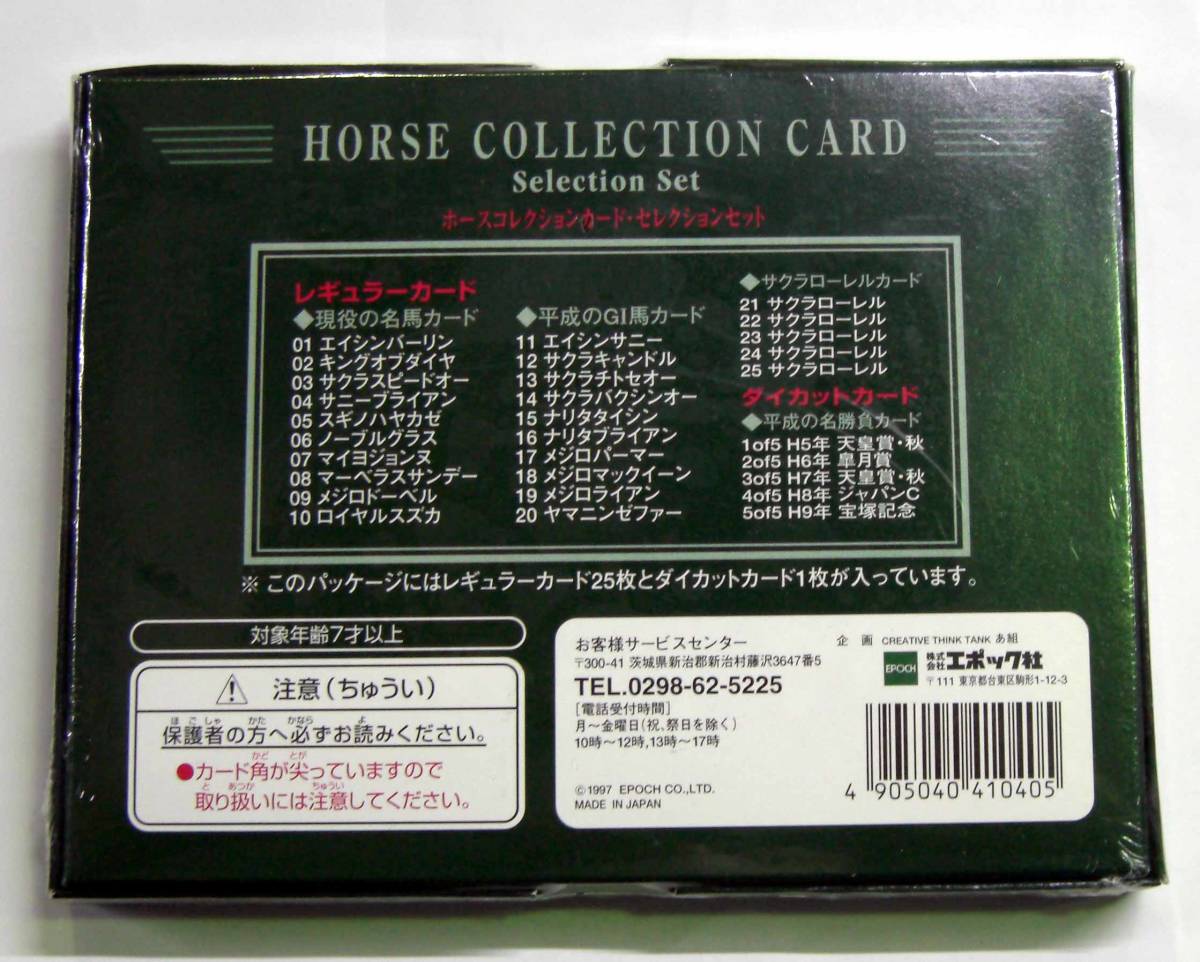 HORSE COLLECTION CARD
Selection Set
ホースコレクションカード・セレクションセット
レギュラーカード
◆現役の名馬カード
01 エイシンバーリン
02 キングオブダイヤ
03 サクラスピードオー
04 サニーブライアン
05 スギノハヤカゼ
06 ノーブルグラス
07 マイヨジョンヌ
08 マーベラスサンデー
09 メジロドーベル
10 ロイヤルスズカ
◆平成のGI馬カード
11 エイシンサニー
12 サクラキャンドル
13 サクラチトセオー
14 サクラバクシンオー
15 ナリタタイシン
16 ナリタブライアン
17 メジロパーマー
18 メジロマックイーン
19 メジロライアン
20 ヤマニンゼファー
◆サクラローレルカード
21 サクラローレル
22 サクラローレル
23 サクラローレル
24 サクラローレル
25 サクラローレル
ダイカットカード
◆平成の名勝負カード
1of5 H5年 天皇賞・秋
2of5 H6年 皐月賞
3of5 H7年 天皇賞・秋
4of5 H8年 ジャパンC
5of5 H9年 宝塚記念
※ このパッケージにはレギュラーカード25枚とダイカットカード1枚が入っています。
対象年齢7才以上
注意(ちゅうい)
ほごしゃ かた かなら よ
保護者の方へ必ずお読みください。
かど とが
●カード角が尖っていますので
と あつか ちゅうい
取り扱いには注意してください。
お客様サービスセンター
〒300-41 茨城県新治郡新治村藤沢3647番5
TEL.0298-62-5225
[電話受付時間]
月〜金曜日(祝、祭日を除く)
10時〜12時,13時〜17時
©1997 EPOCH CO.,LTD.
MADE IN JAPAN
企 画 CREATIVE THINK TANK あ組
EPOCH 株式会社エポック社
〒111 東京都台東区駒形1-12-3
4 905040 410405